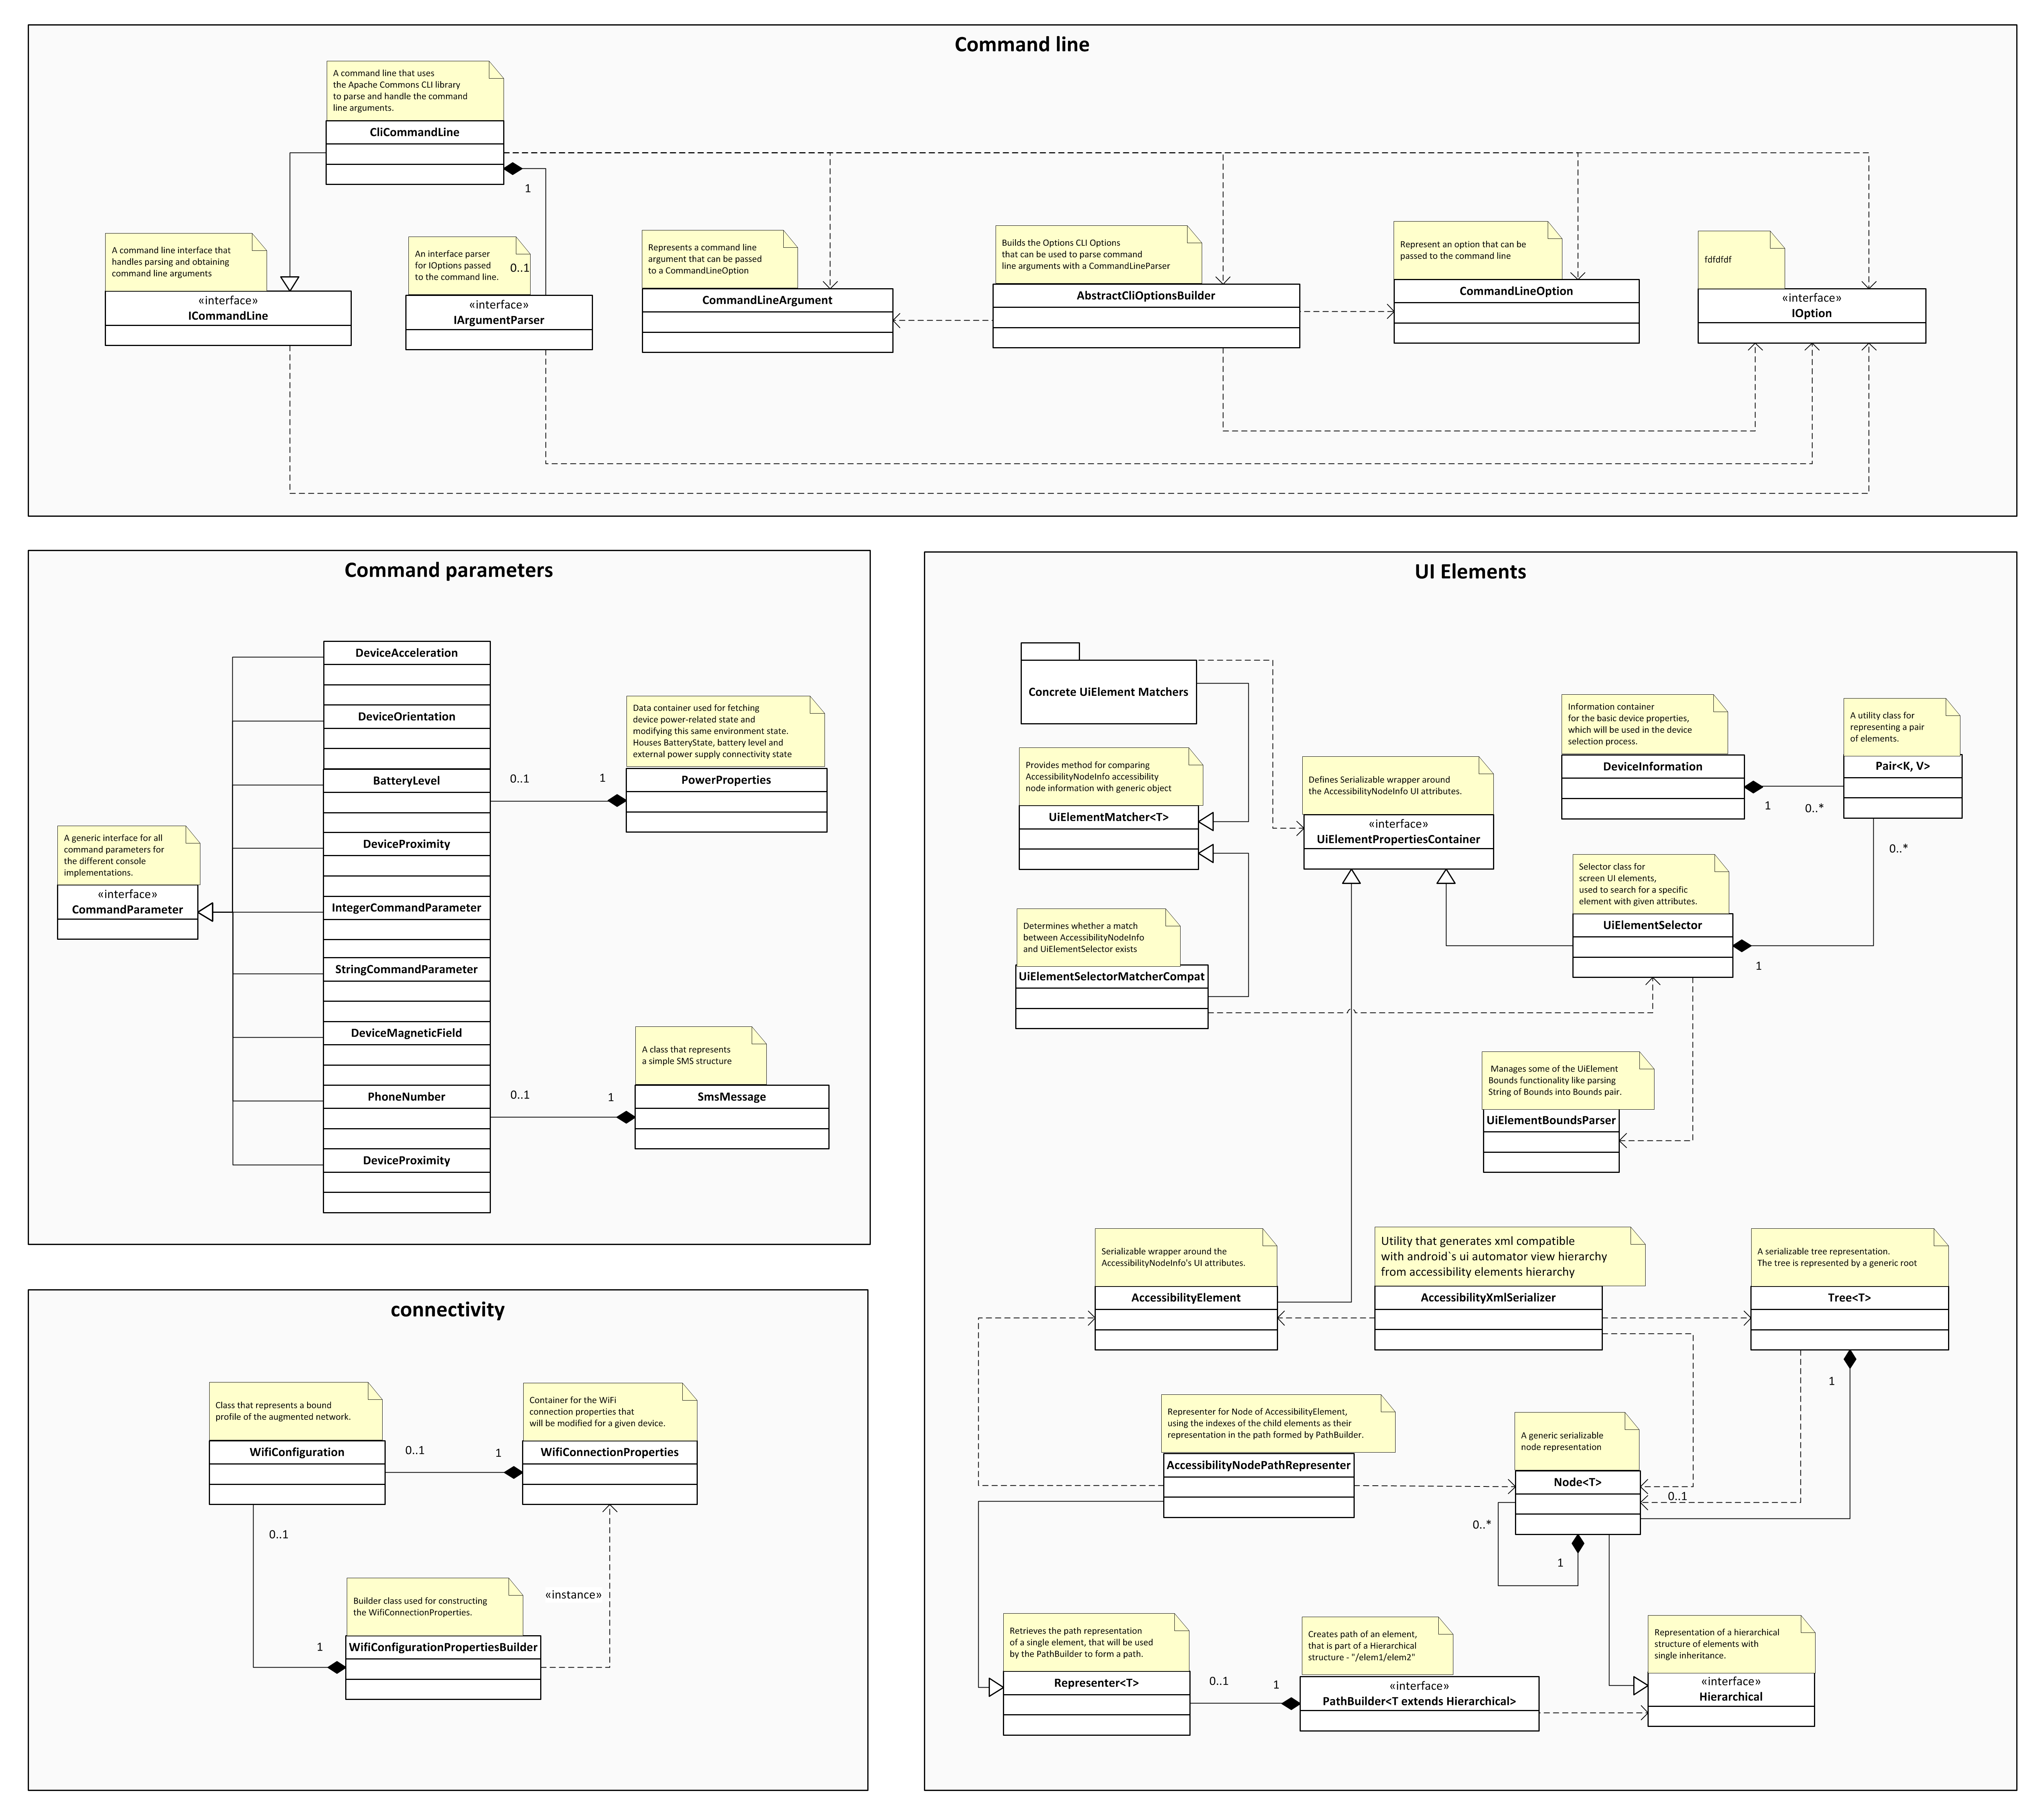 Command line
A command line that uses
the Apache Commons CLI library
to parse and handle the command
line arguments.
CliCommandLine
1
A command line interface that
handles parsing and obtaining
command line arguments
«interface»
ICommandLine
An interface parser
for IOptions passed
to the command line.
0..1
«interface»
IArgumentParser
Represents a command line
argument that can be passed
to a CommandLineOption
CommandLineArgument
Builds the Options CLI Options
that can be used to parse command
line arguments with a CommandLineParser
AbstractCliOptionsBuilder
Represent an option that can be
passed to the command line
CommandLineOption
fdfdfdf
«interface»
IOption
Command parameters
DeviceAcceleration
DeviceOrientation
BatteryLevel
DeviceProximity
IntegerCommandParameter
StringCommandParameter
DeviceMagneticField
PhoneNumber
DeviceProximity
A generic interface for all
command parameters for
the different console
implementations.
«interface»
CommandParameter
Data container used for fetching
device power-related state and
modifying this same environment state.
Houses BatteryState, battery level and
external power supply connectivity state
PowerProperties
0..1
1
A class that represents
a simple SMS structure
SmsMessage
0..1
1
connectivity
Class that represents a bound
profile of the augmented network.
WifiConfiguration
0..1
1
Container for the WiFi
connection properties that
will be modified for a given device.
WifiConnectionProperties
0..1
«instance»
Builder class used for constructing
the WifiConnectionProperties.
WifiConfigurationPropertiesBuilder
1
UI Elements
Concrete UiElement Matchers
Provides method for comparing
AccessibilityNodeInfo accessibility
node information with generic object
UiElementMatcher<T>
Determines whether a match
between AccessibilityNodeInfo
and UiElementSelector exists
UiElementSelectorMatcherCompat
Defines Serializable wrapper around
the AccessibilityNodeInfo UI attributes.
«interface»
UiElementPropertiesContainer
Information container
for the basic device properties,
which will be used in the device
selection process.
DeviceInformation
1
0..*
A utility class for
representing a pair
of elements.
Pair<K, V>
0..*
Selector class for
screen UI elements,
used to search for a specific
element with given attributes.
UiElementSelector
1
Manages some of the UiElement
Bounds functionality like parsing
String of Bounds into Bounds pair.
UiElementBoundsParser
Serializable wrapper around the
AccessibilityNodeInfo's UI attributes.
AccessibilityElement
Utility that generates xml compatible
with android`s ui automator view hierarchy
from accessibility elements hierarchy
AccessibilityXmlSerializer
A serializable tree representation.
The tree is represented by a generic root
Tree<T>
1
Representer for Node of AccessibilityElement,
using the indexes of the child elements as their
representation in the path formed by PathBuilder.
AccessibilityNodePathRepresenter
A generic serializable
node representation
Node<T>
0..1
0..*
1
Retrieves the path representation
of a single element, that will be used
by the PathBuilder to form a path.
Representer<T>
0..1
1
Creates path of an element,
that is part of a Hierarchical
structure - "/elem1/elem2"
«interface»
PathBuilder<T extends Hierarchical>
Representation of a hierarchical
structure of elements with
single inheritance.
«interface»
Hierarchical